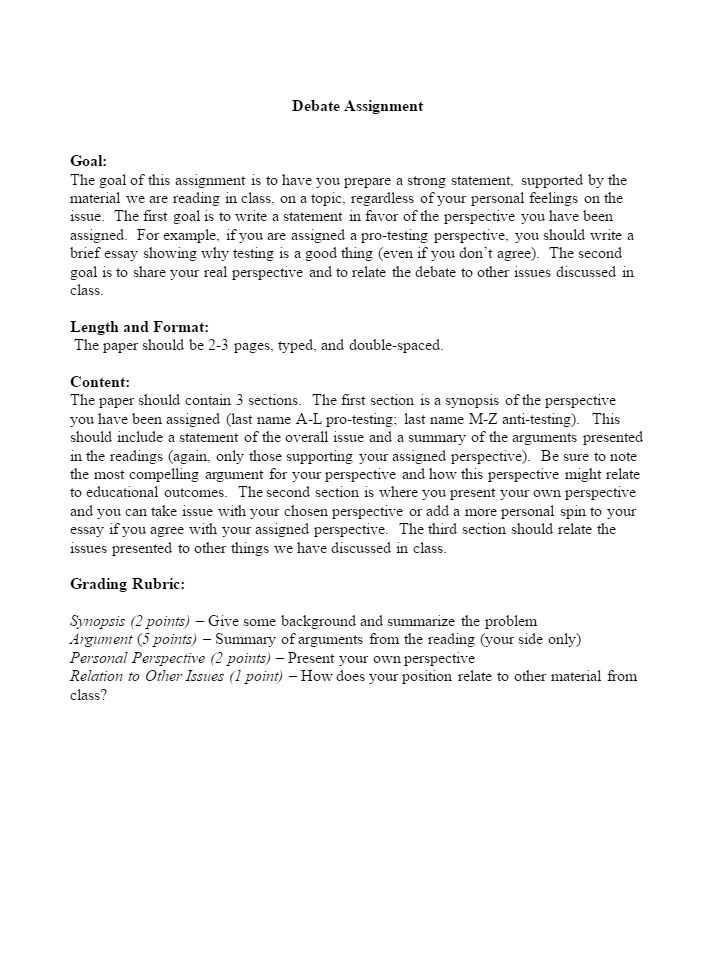 Debate Assignment
Goal:
The goal of this assignment is to have you prepare a strong statement, supported by the
material we are reading in class, on a topic, regardless of your personal feelings on the
issue.  The first goal is to write a statement in favor of the perspective you have been
assigned.  For example, if you are assigned a pro-testing perspective, you should write a
brief essay showing why testing is a good thing (even if you don't agree).  The second
goal is to share your real perspective and to relate the debate to other issues discussed in
class.
Length and Format:
The paper should be 2-3 pages, typed, and double-spaced.
Content:
The paper should contain 3 sections.  The first section is a synopsis of the perspective
you have been assigned (last name A-L pro-testing; last name M-Z anti-testing).   This
should include a statement of the overall issue and a summary of the arguments presented
in the readings (again, only those supporting your assigned perspective).  Be sure to note
the most compelling argument for your perspective and how this perspective might relate
to educational outcomes.  The second section is where you present your own perspective
and you can take issue with your chosen perspective or add a more personal spin to your
essay if you agree with your assigned perspective.  The third section should relate the
issues presented to other things we have discussed in class.
Grading Rubric:
Synopsis (2 points) – Give some background and summarize the problem
Argument (5 points) – Summary of arguments from the reading (your side only)
Personal Perspective (2 points) – Present your own perspective
Relation to Other Issues (1 point) – How does your position relate to other material from
class?